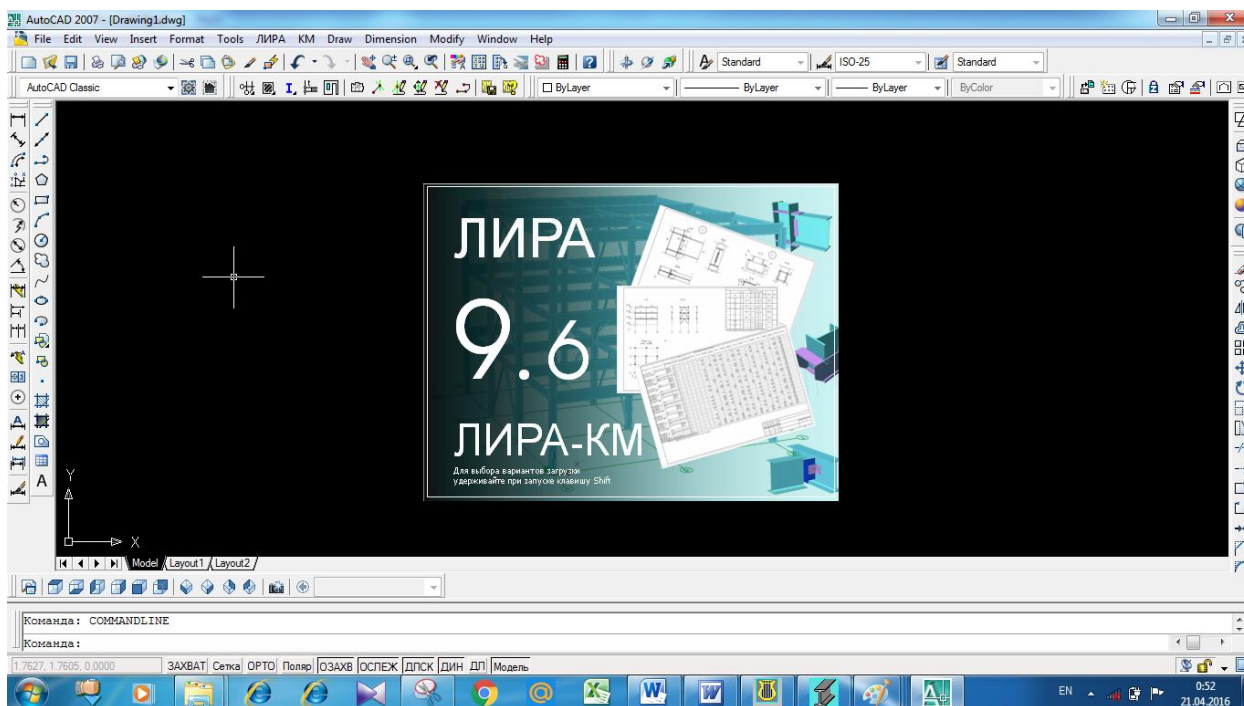 AutoCAD 2007 - [Drawing1.dwg]
File Edit View Insert Format Tools ЛИРА КМ Draw Dimension Modify Window Help
Standard ISO-25 Standard
AutoCAD Classic ByLayer ByLayer ByLayer ByColor
ЛИРА
9.6
ЛИРА-КМ
Для выбора вариантов загрузки
удерживайте при запуске клавишу Shift
Y
X
Model Layout1 Layout2
Команда: COMMANDLINE
Команда:
1.7627, 1.7605, 0.0000 ЗАХВАТ Сетка ОРТО Поляр ОЗАХВ ОСПЕЖ ДПСК ДИН ДЛ Модель
EN 0:52
21.04.2016